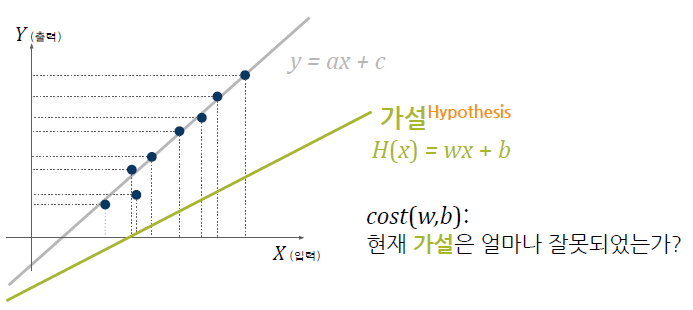 Y (출력)
y = ax + c
가설Hypothesis
H(x) = wx + b
cost(w,b):
현재 가설은 얼마나 잘못되었는가?
X (입력)